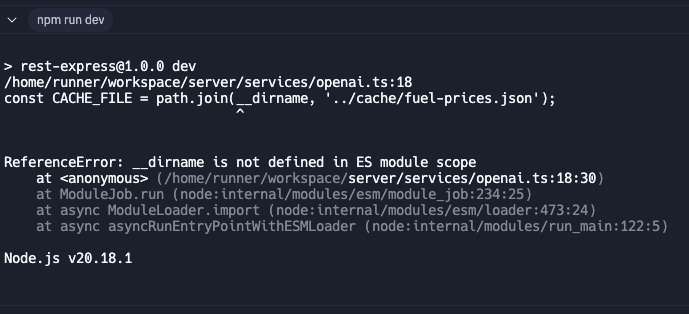 npm run dev
> rest-express@1.0.0 dev
/home/runner/workspace/server/services/openai.ts:18
const CACHE_FILE = path.join(__dirname, '../cache/fuel-prices.json');
^
ReferenceError: __dirname is not defined in ES module scope
at <anonymous> (/home/runner/workspace/server/services/openai.ts:18:30)
at ModuleJob.run (node:internal/modules/esm/module_job:234:25)
at async ModuleLoader.import (node:internal/modules/esm/loader:473:24)
at async asyncRunEntryPointWithESMLoader (node:internal/modules/run_main:122:5)
Node.js v20.18.1